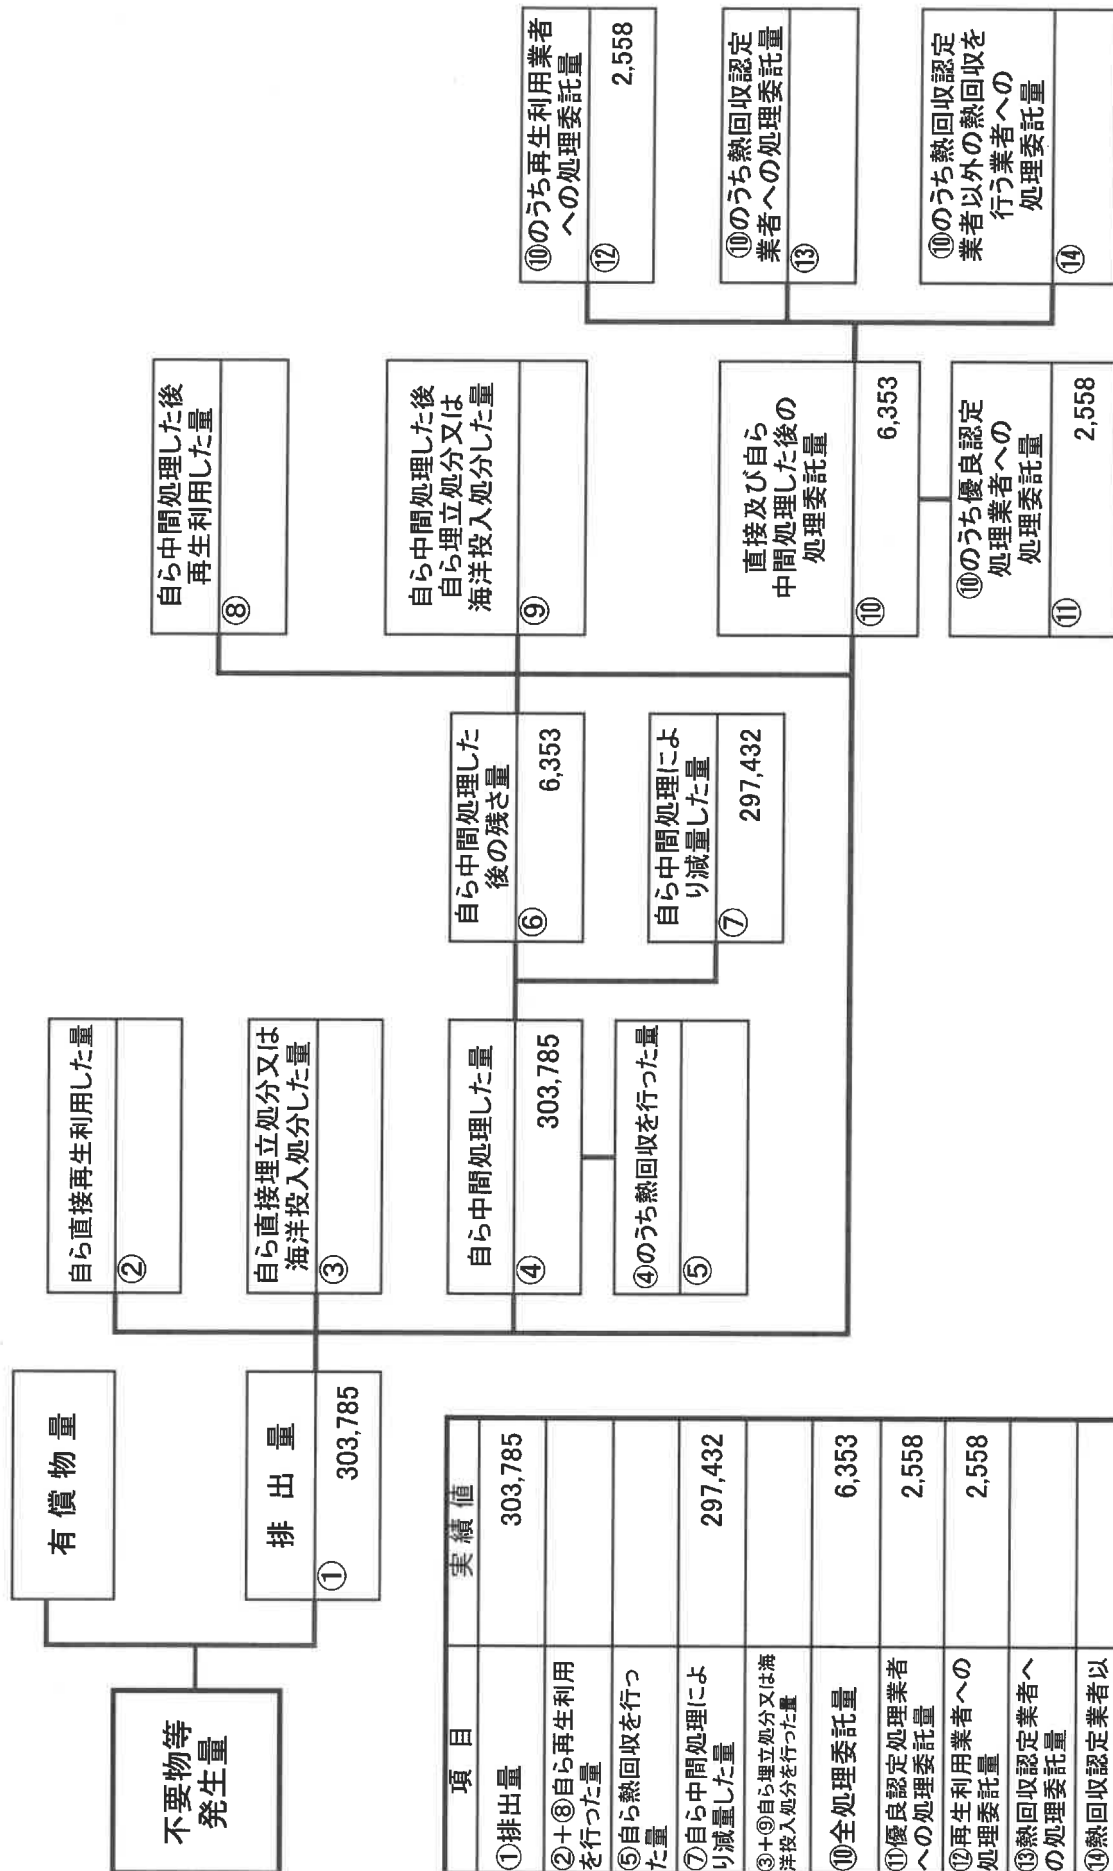 不要物等
発生量
有償物量
排出量
①
303,785
自ら直接再生利用した量
②
自ら直接埋立処分又は
海洋投入処分した量
③
自ら中間処理した量
④
303,785
④のうち熱回収を行った量
⑤
自ら中間処理した
後の残さ量
⑥
6,353
自ら中間処理によ
り減量した量
⑦
297,432
自ら中間処理した後
再生利用した量
⑧
自ら中間処理した後
自ら埋立処分又は
海洋投入処分した量
⑨
直接及び自ら
中間処理した後の
処理委託量
⑩
6,353
⑩のうち優良認定
処理業者への
処理委託量
⑪
2,558
⑩のうち再生利用業者
への処理委託量
⑫
2,558
⑩のうち熱回収認定
業者への処理委託量
⑬
⑩のうち熱回収認定
業者以外の熱回収を
行う業者への
処理委託量
⑭
項目 実績値
①排出量 303,785
②+⑧自ら再生利用
を行った量
⑤自ら熱回収を行っ
た量
⑦自ら中間処理によ
り減量した量 297,432
③+⑨自ら埋立処分又は海
洋投入処分を行った量
⑩全処理委託量 6,353
⑪優良認定処理業者
への処理委託量 2,558
⑫再生利用業者への
処理委託量 2,558
⑬熱回収認定業者へ
の処理委託量
⑭熱回収認定業者以